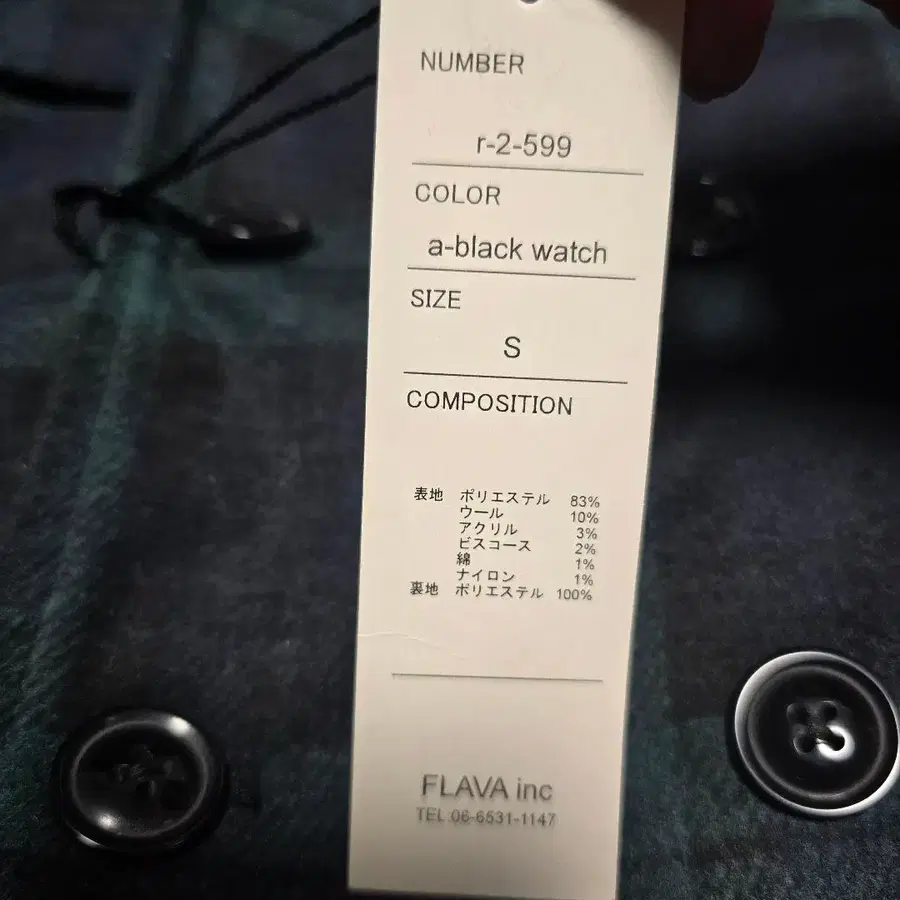 NUMBER
r-2-599
COLOR
a-black watch
SIZE
S
COMPOSITION
表地 ポリエステル 83%
ウール 10%
アクリル 3%
ビスコース 2%
綿 1%
ナイロン 1%
裏地 ポリエステル 100%
FLAVA inc
TEL:06-6531-1147